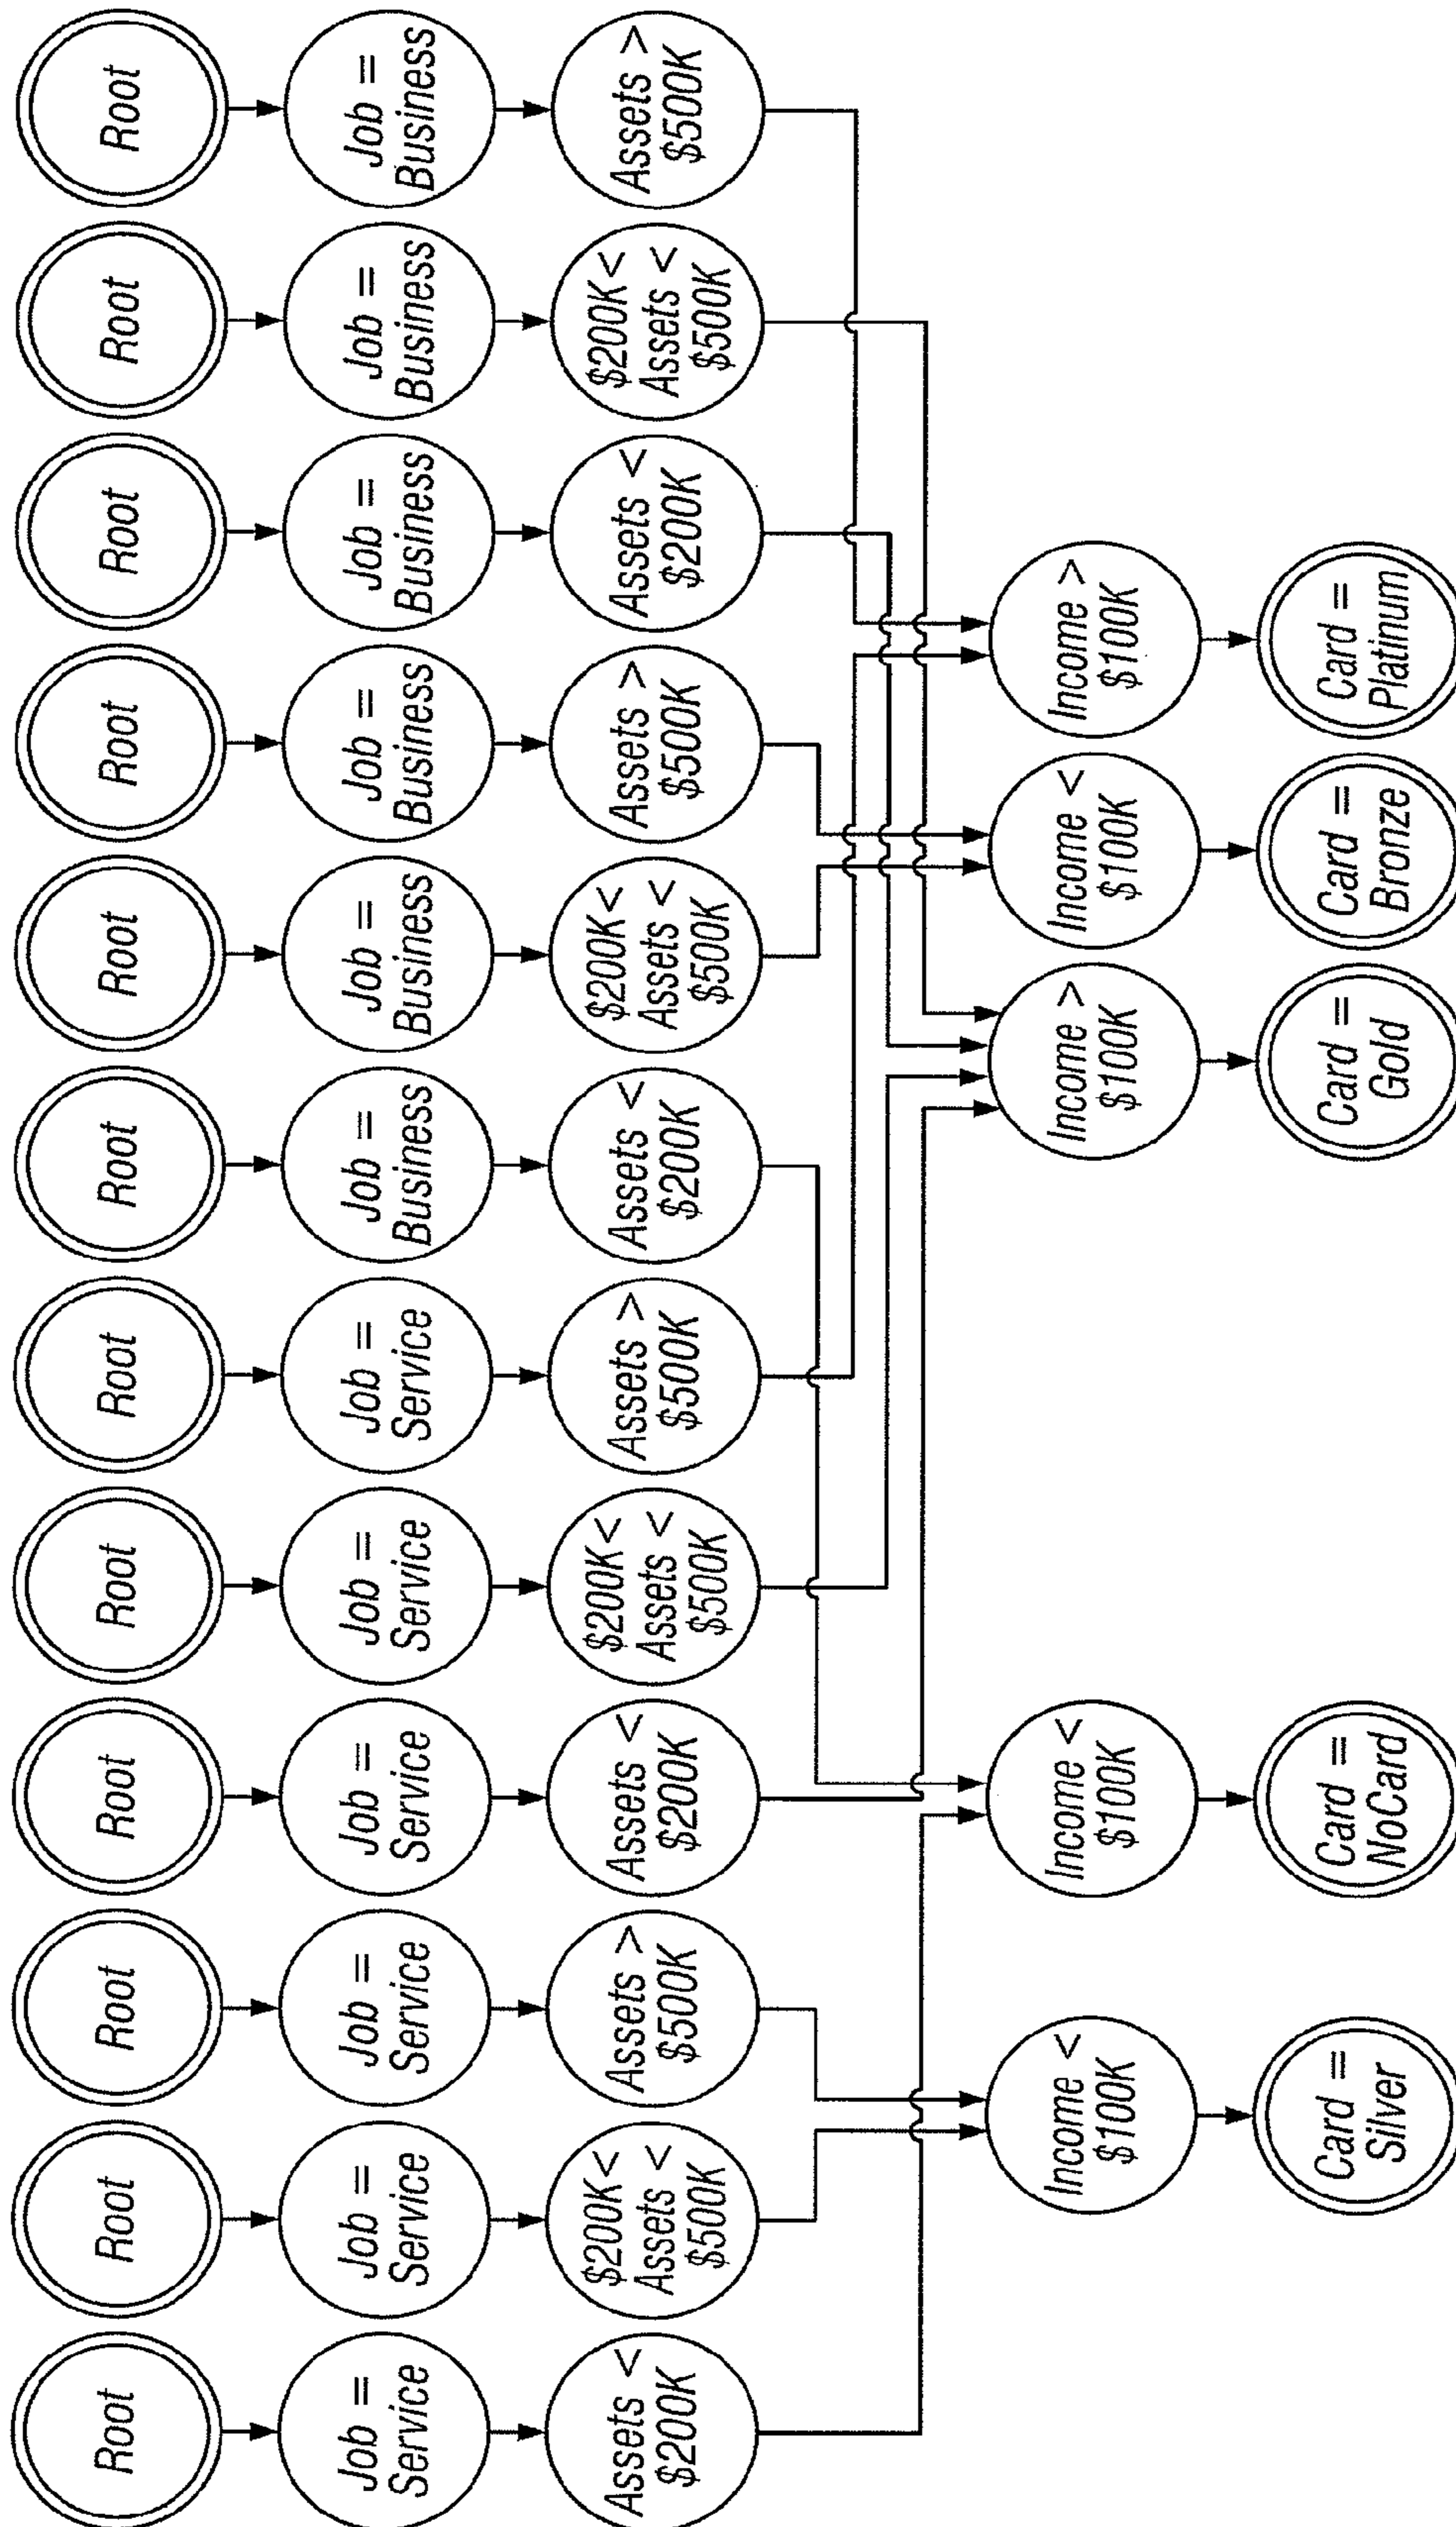 Root
Root
Root
Root
Root
Root
Root
Root
Root
Root
Root
Root
Job =
Service
Job =
Service
Job =
Service
Job =
Service
Job =
Service
Job =
Service
Job =
Business
Job =
Business
Job =
Business
Job =
Business
Job =
Business
Job =
Business
Assets <
$200K
$200K<
Assets <
$500K
Assets >
$500K
Assets <
$200K
$200K<
Assets <
$500K
Assets >
$500K
Assets <
$200K
$200K<
Assets <
$500K
Assets >
$500K
Assets <
$200K
$200K<
Assets <
$500K
Assets >
$500K
Income <
$100K
Income <
$100K
Income >
$100K
Income <
$100K
Income >
$100K
Card =
Silver
Card =
NoCard
Card =
Gold
Card =
Bronze
Card =
Platinum